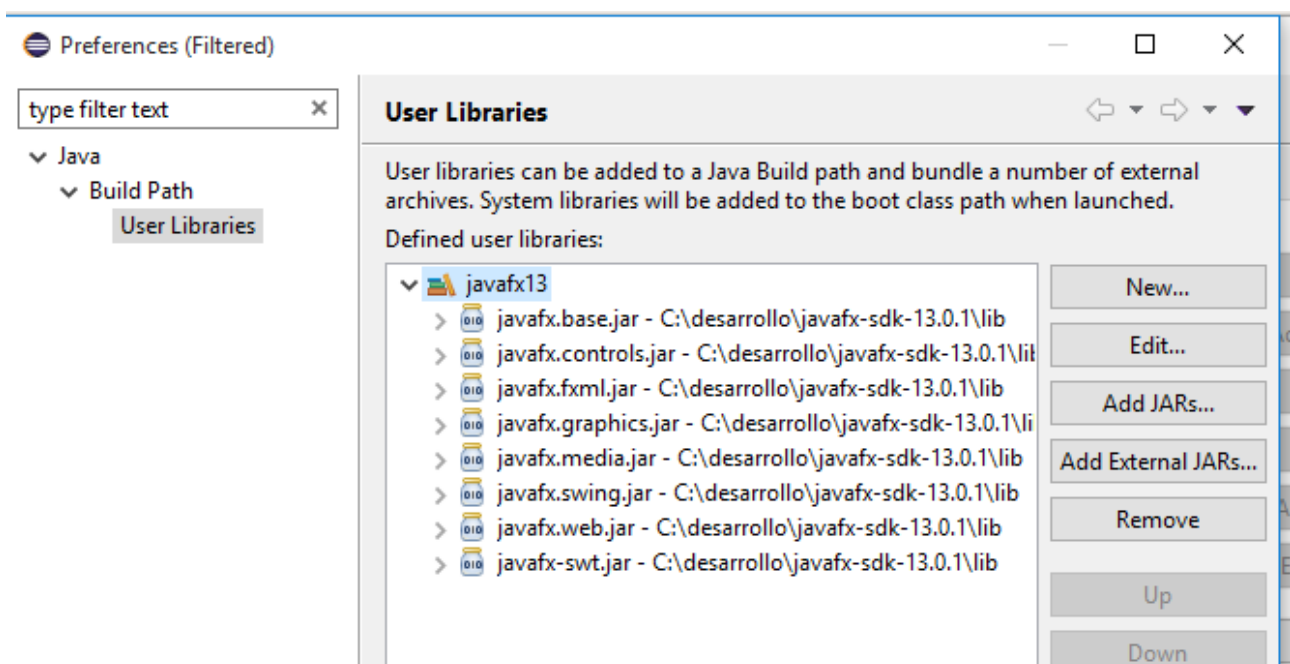 Preferences (Filtered)
type filter text
Java
Build Path
User Libraries
User Libraries
User libraries can be added to a Java Build path and bundle a number of external
archives. System libraries will be added to the boot class path when launched.
Defined user libraries:
javafx13
javafx.base.jar - C:\desarrollo\javafx-sdk-13.0.1\lib
javafx.controls.jar - C:\desarrollo\javafx-sdk-13.0.1\lib
javafx.fxml.jar - C:\desarrollo\javafx-sdk-13.0.1\lib
javafx.graphics.jar - C:\desarrollo\javafx-sdk-13.0.1\li
javafx.media.jar - C:\desarrollo\javafx-sdk-13.0.1\lib
javafx.swing.jar - C:\desarrollo\javafx-sdk-13.0.1\lib
javafx.web.jar - C:\desarrollo\javafx-sdk-13.0.1\lib
javafx-swt.jar - C:\desarrollo\javafx-sdk-13.0.1\lib
New...
Edit...
Add JARs...
Add External JARs...
Remove
Up
Down